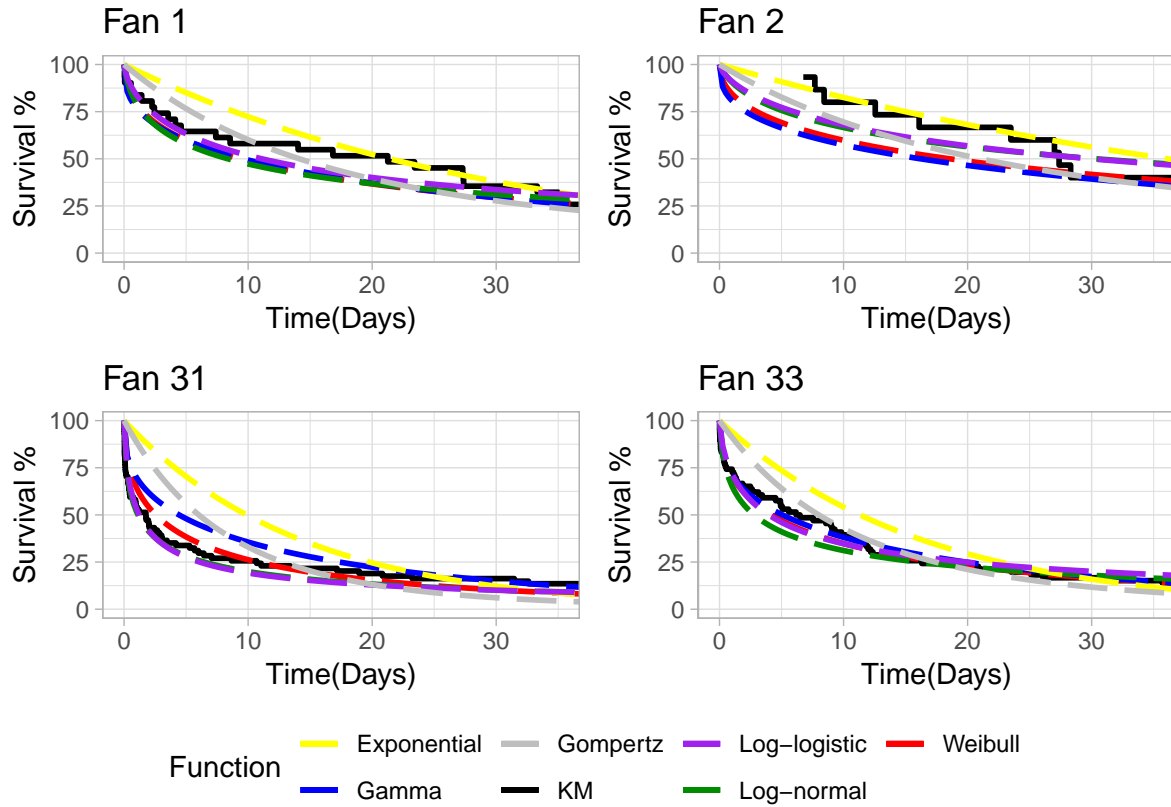 Fan 1
Survival %
100
75
50
25
0
0 10 20 30
Time(Days)
Fan 2
Survival %
100
75
50
25
0
0 10 20 30
Time(Days)
Fan 31
Survival %
100
75
50
25
0
0 10 20 30
Time(Days)
Fan 33
Survival %
100
75
50
25
0
0 10 20 30
Time(Days)
Function
Exponential Gompertz Log−logistic Weibull
Gamma KM Log−normal